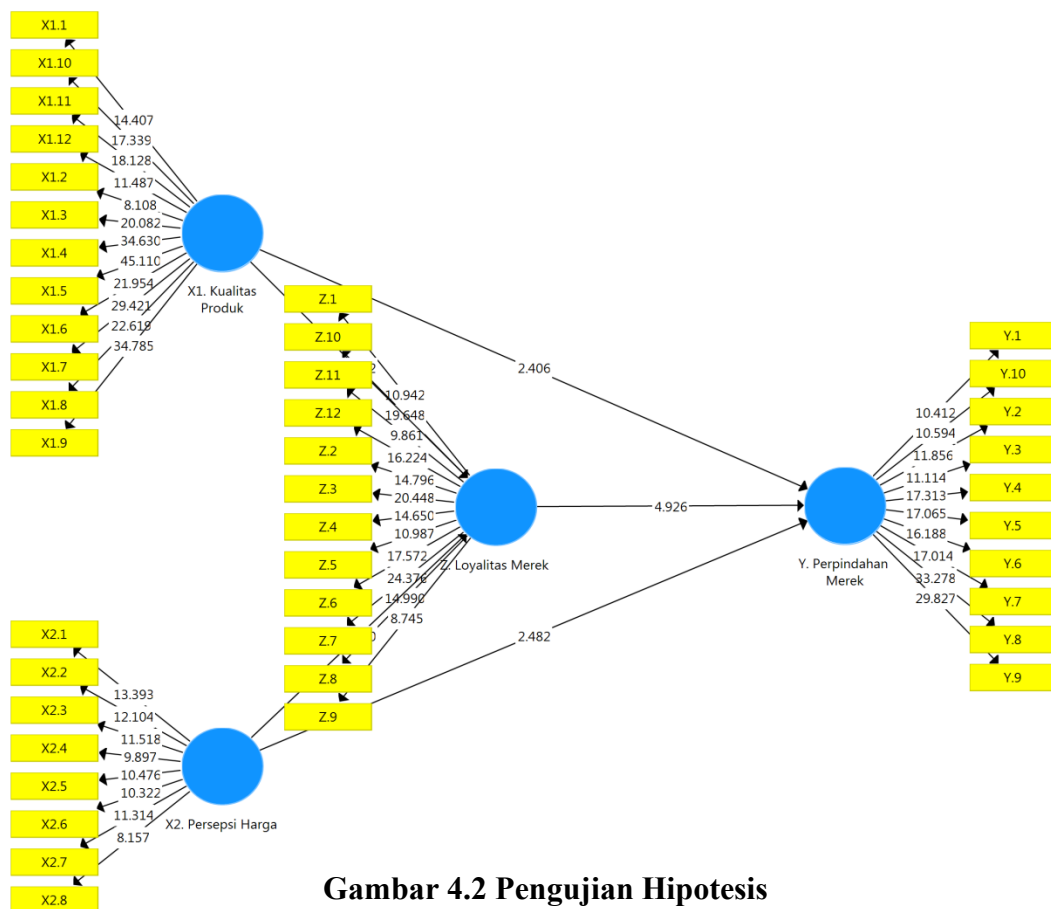 X1.1
X1.10
X1.11
X1.12
X1.2
X1.3
X1.4
X1.5
X1.6
X1.7
X1.8
X1.9
14.407
17.339
18.128
11.487
8.108
20.082
34.630
45.110
21.954
29.421
22.619
34.785
X1. Kualitas
Produk
Z.1
Z.10
Z.11
Z.12
Z.2
Z.3
Z.4
Z.5
Z.6
Z.7
Z.8
Z.9
10.942
19.648
9.861
16.224
14.796
20.448
14.650
10.987
17.572
24.376
14.990
8.745
Z. Loyalitas Merek
2.406
4.926
2.482
Y.1
Y.10
Y.2
Y.3
Y.4
Y.5
Y.6
Y.7
Y.8
Y.9
10.412
10.594
11.856
11.114
17.313
17.065
16.188
17.014
33.278
29.827
Y. Perpindahan
Merek
X2.1
X2.2
X2.3
X2.4
X2.5
X2.6
X2.7
X2.8
13.393
12.104
11.518
9.897
10.476
10.322
11.314
8.157
X2. Persepsi Harga
Gambar 4.2 Pengujian Hipotesis